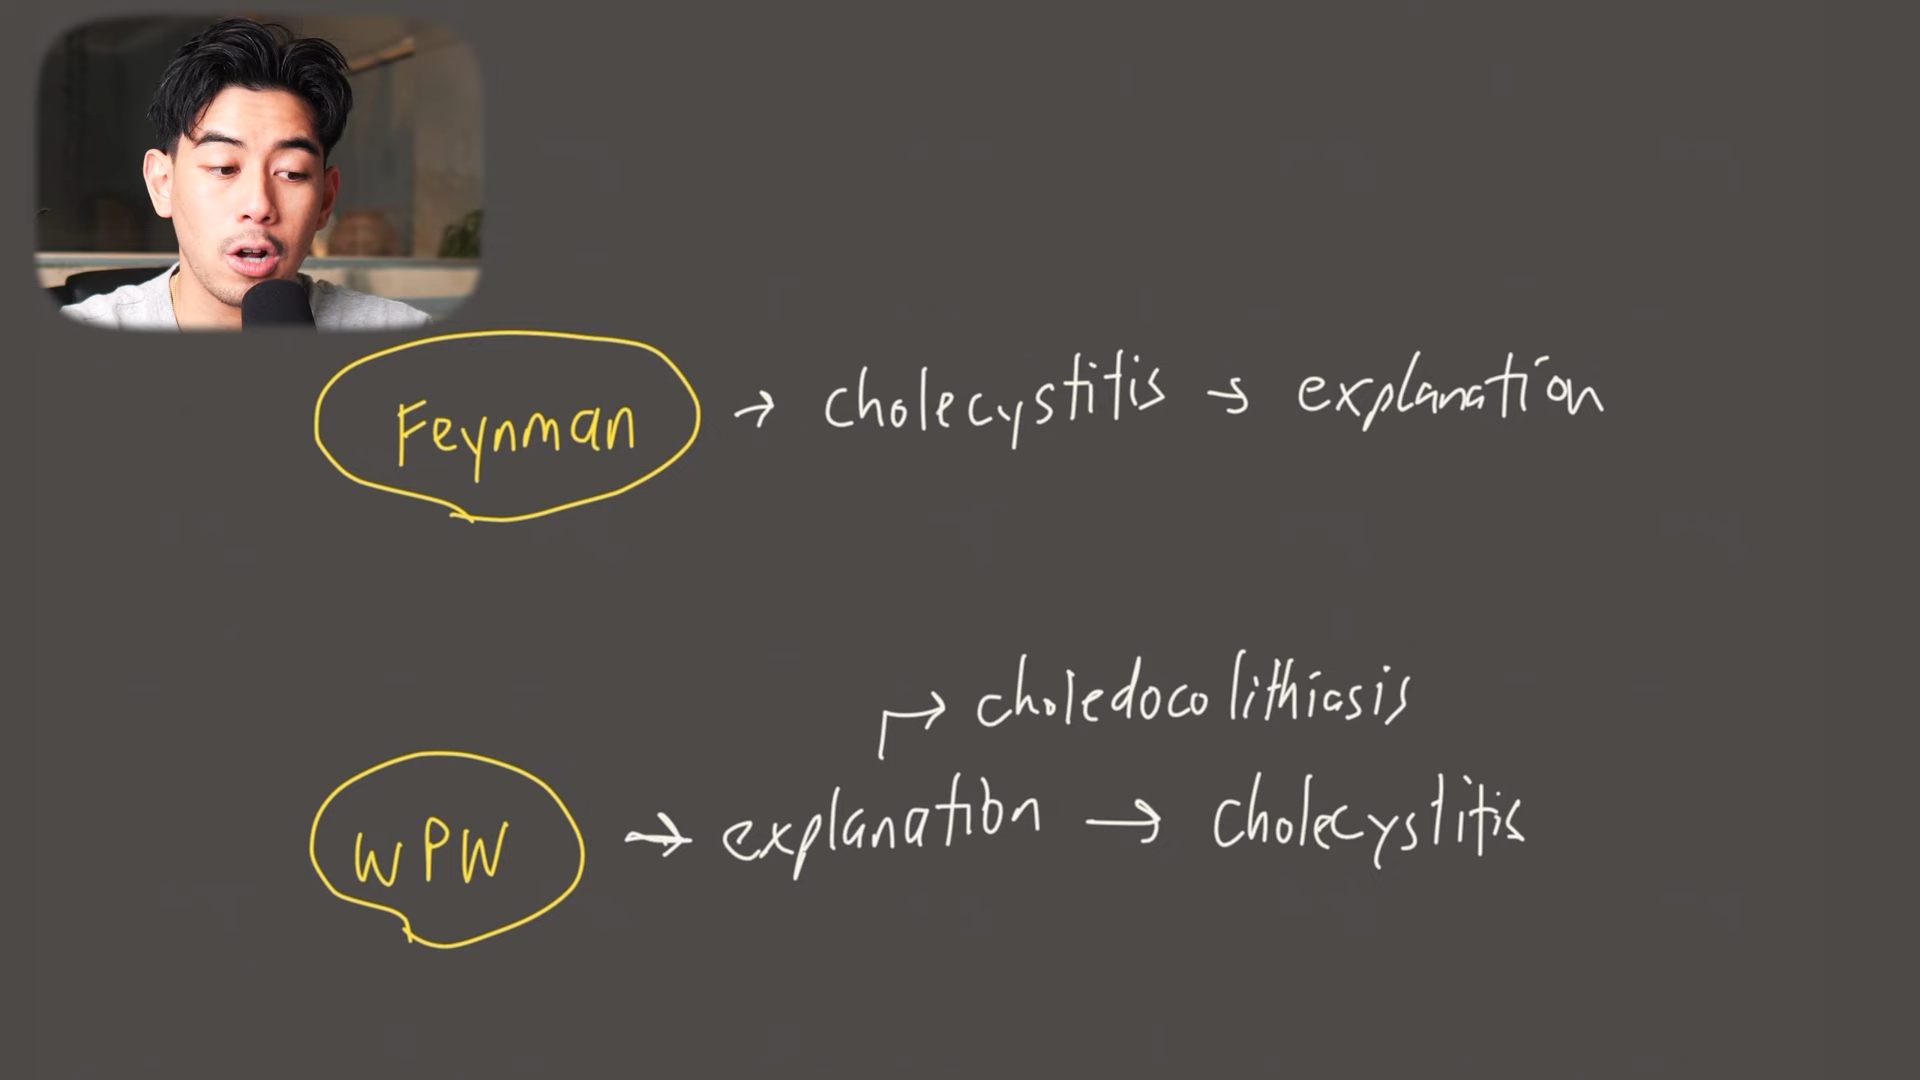 Feynman → cholecystitis → explanation
→ choledocolithiasis
WPW → explanation → cholecystitis